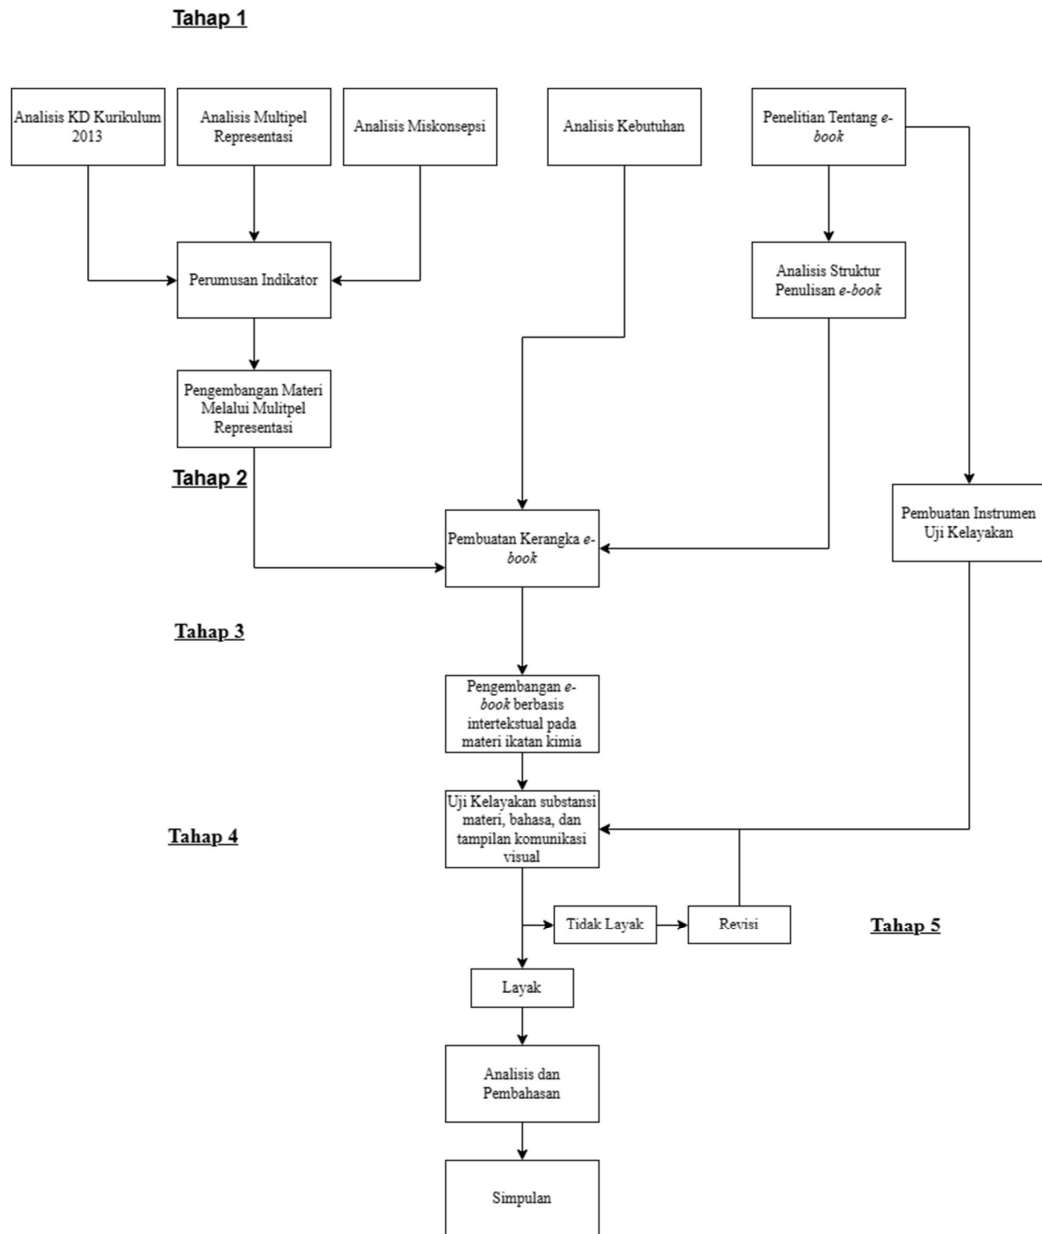 Tahap 1
Analisis KD Kurikulum
2013
Analisis Multipel
Representasi
Analisis Miskonsepsi
Analisis Kebutuhan
Penelitian Tentang e-
book
Perumusan Indikator
Analisis Struktur
Penulisan e-book
Pengembangan Materi
Melalui Mulitpel
Representasi
Tahap 2
Pembuatan Kerangka e-
book
Pembuatan Instrumen
Uji Kelayakan
Tahap 3
Pengembangan e-
book berbasis
intertekstual pada
materi ikatan kimia
Tahap 4
Uji Kelayakan substansi
materi, bahasa, dan
tampilan komunikasi
visual
Tidak Layak
Revisi
Tahap 5
Layak
Analisis dan
Pembahasan
Simpulan